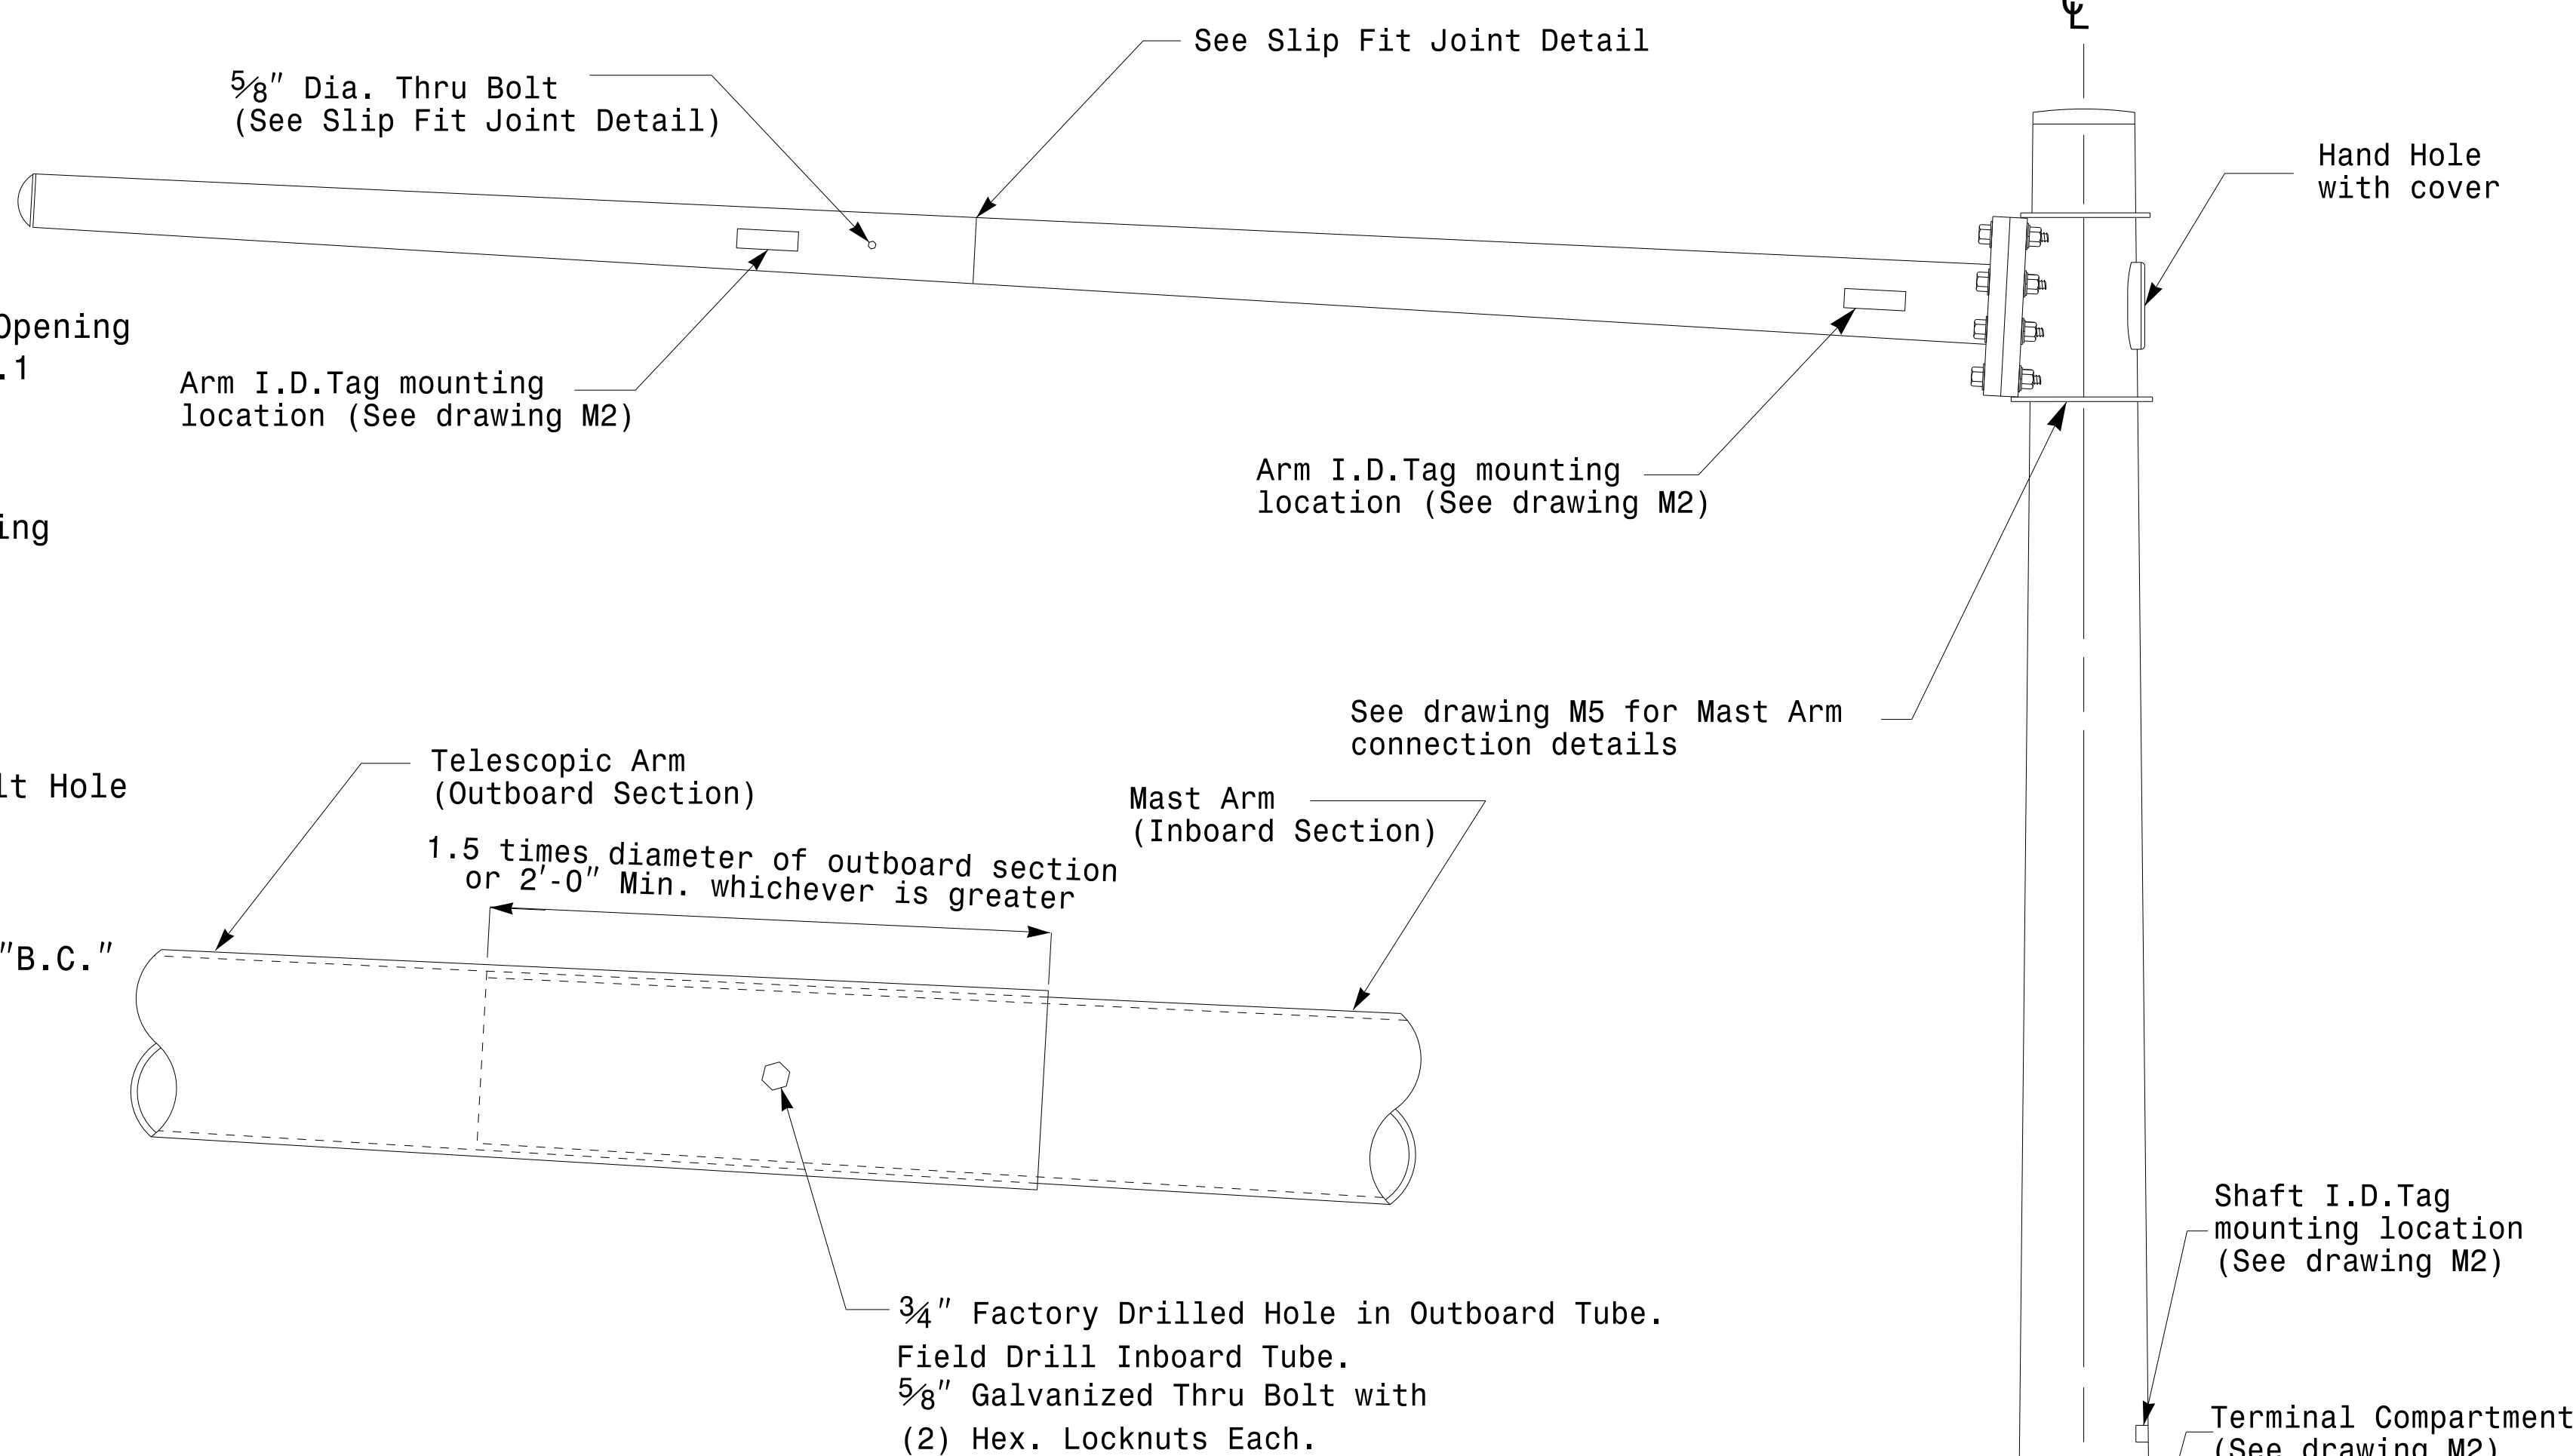 ℄
See Slip Fit Joint Detail
⅝" Dia. Thru Bolt
(See Slip Fit Joint Detail)
Hand Hole
with cover
Opening
.1
Arm I.D.Tag mounting
location (See drawing M2)
Arm I.D.Tag mounting
location (See drawing M2)
ing
See drawing M5 for Mast Arm
connection details
Telescopic Arm
(Outboard Section)
lt Hole
Mast Arm
(Inboard Section)
1.5 times diameter of outboard section
or 2'-0" Min. whichever is greater
"B.C."
Shaft I.D.Tag
mounting location
(See drawing M2)
¾" Factory Drilled Hole in Outboard Tube.
Field Drill Inboard Tube.
⅝" Galvanized Thru Bolt with
(2) Hex. Locknuts Each.
Terminal Compartment
(See drawing M2)